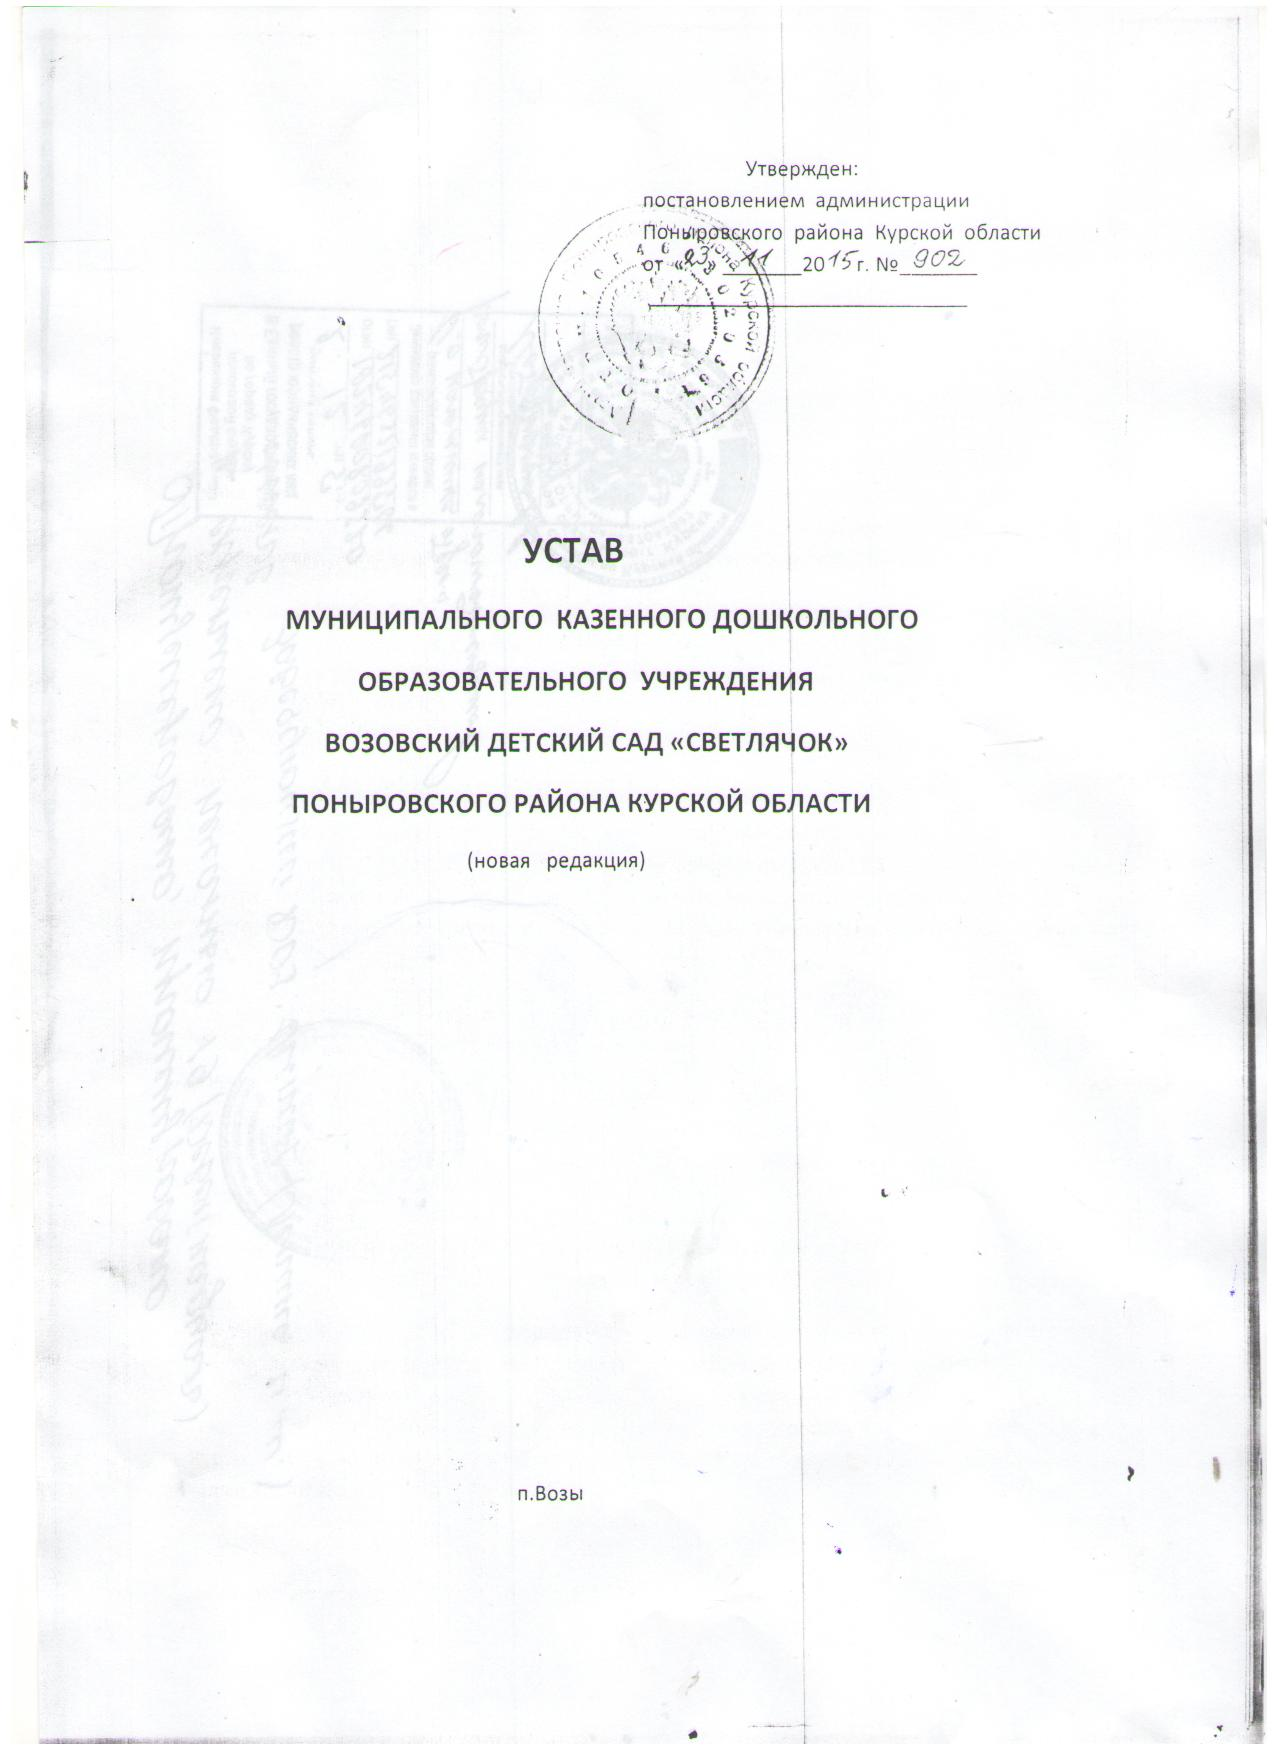 Утвержден:
постановлением администрации
Поныровского района Курской области
от «23» 11 2015 г. № 902
УСТАВ
МУНИЦИПАЛЬНОГО КАЗЕННОГО ДОШКОЛЬНОГО
ОБРАЗОВАТЕЛЬНОГО УЧРЕЖДЕНИЯ
ВОЗОВСКИЙ ДЕТСКИЙ САД «СВЕТЛЯЧОК»
ПОНЫРОВСКОГО РАЙОНА КУРСКОЙ ОБЛАСТИ
(новая редакция)
п.Возы